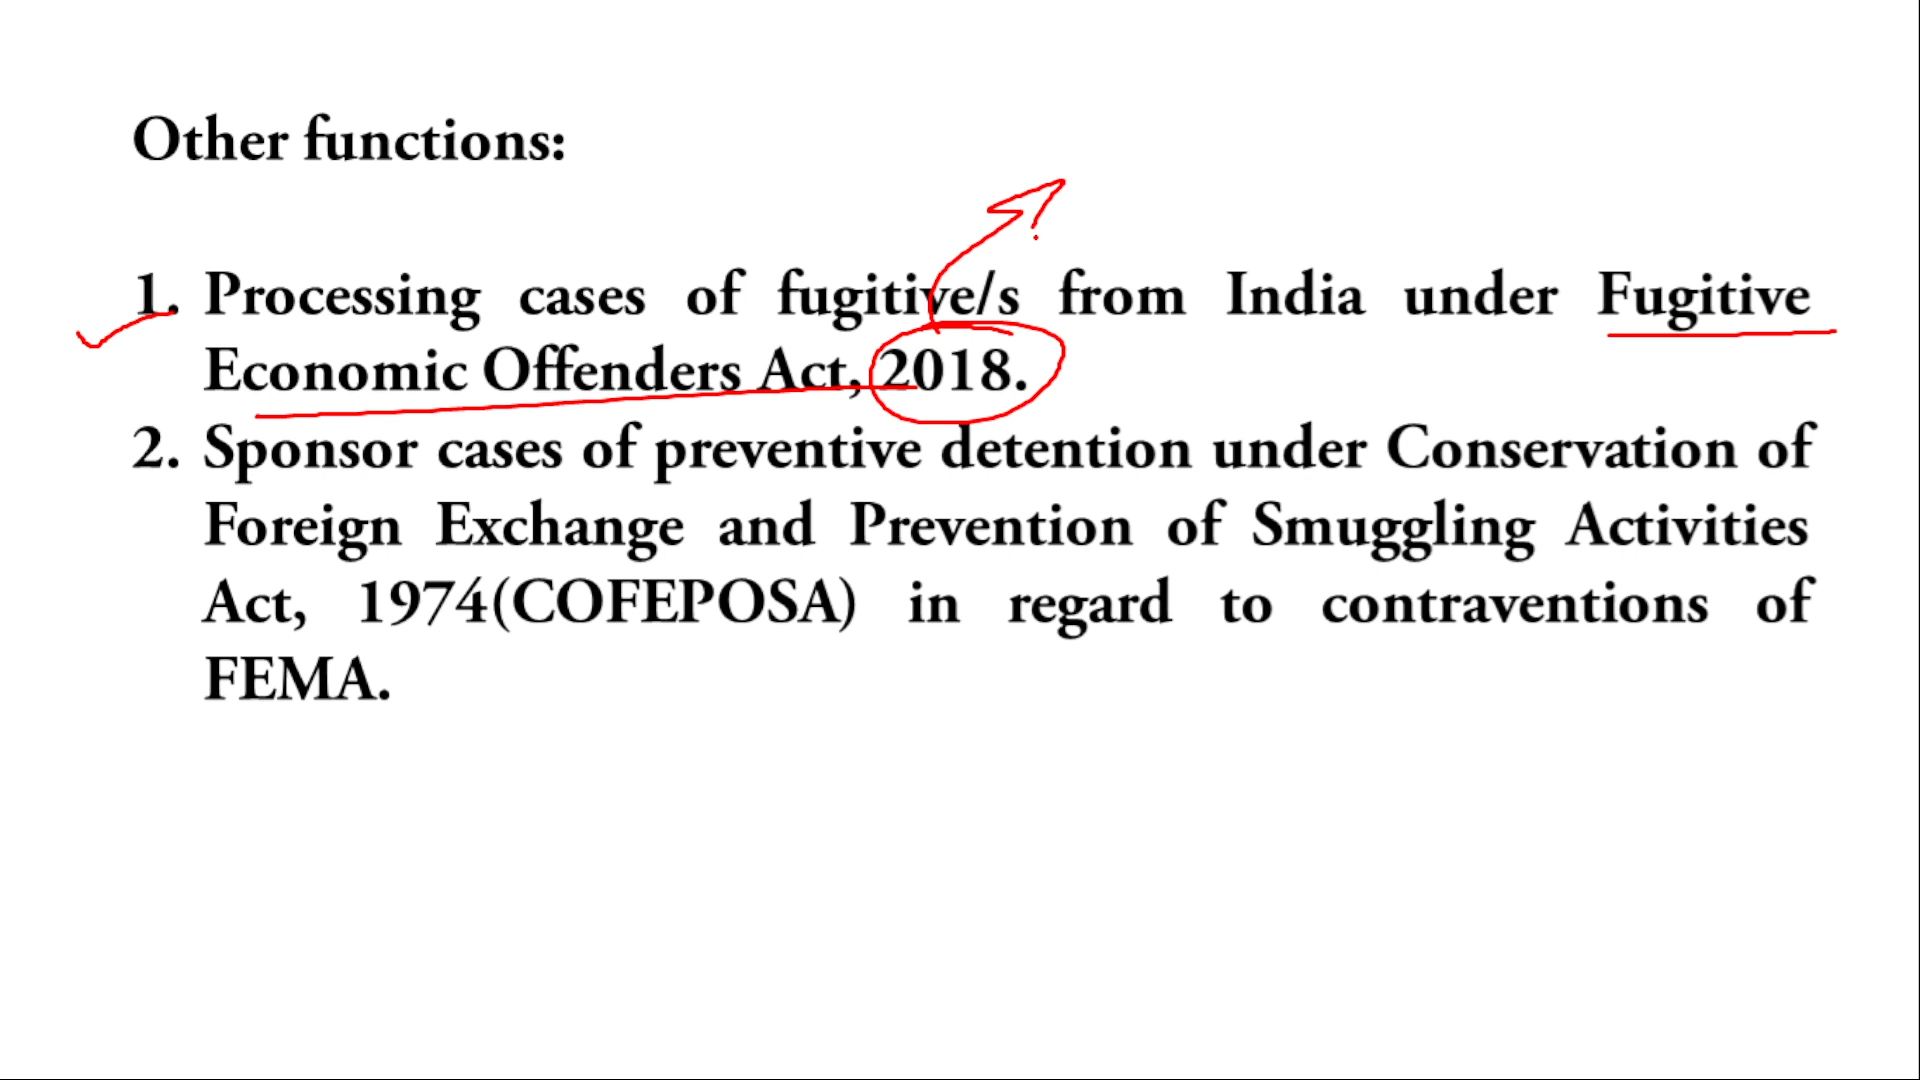 Other functions:
1. Processing cases of fugitive/s from India under Fugitive
Economic Offenders Act, 2018.
2. Sponsor cases of preventive detention under Conservation of
Foreign Exchange and Prevention of Smuggling Activities
Act, 1974(COFEPOSA) in regard to contraventions of
FEMA.